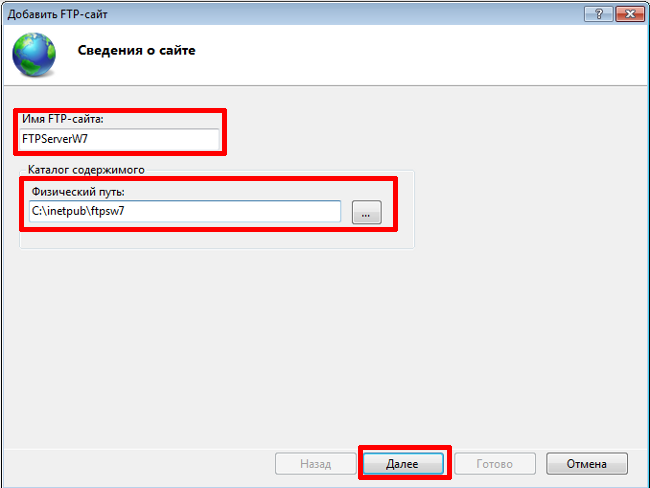 Добавить FTP-сайт
?
Сведения о сайте
Имя FTP-сайта:
FTPServerW7
Каталог содержимого
Физический путь:
C:\inetpub\ftpsw7
...
Назад Далее Готово Отмена